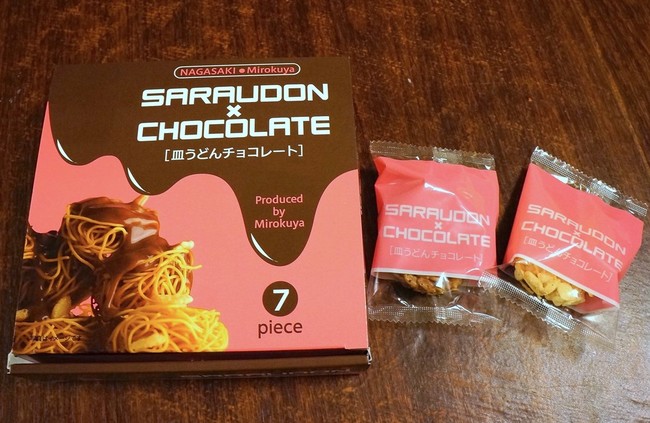 NAGASAKI●Mirokuya
SARAUDON
×
CHOCOLATE
[皿うどんチョコレート]
Produced
by
Mirokuya
7
piece
SARAUDON
×
CHOCOLATE
[皿うどんチョコレート]
SARAUDON
×
CHOCOLATE
[皿うどんチョコレート]